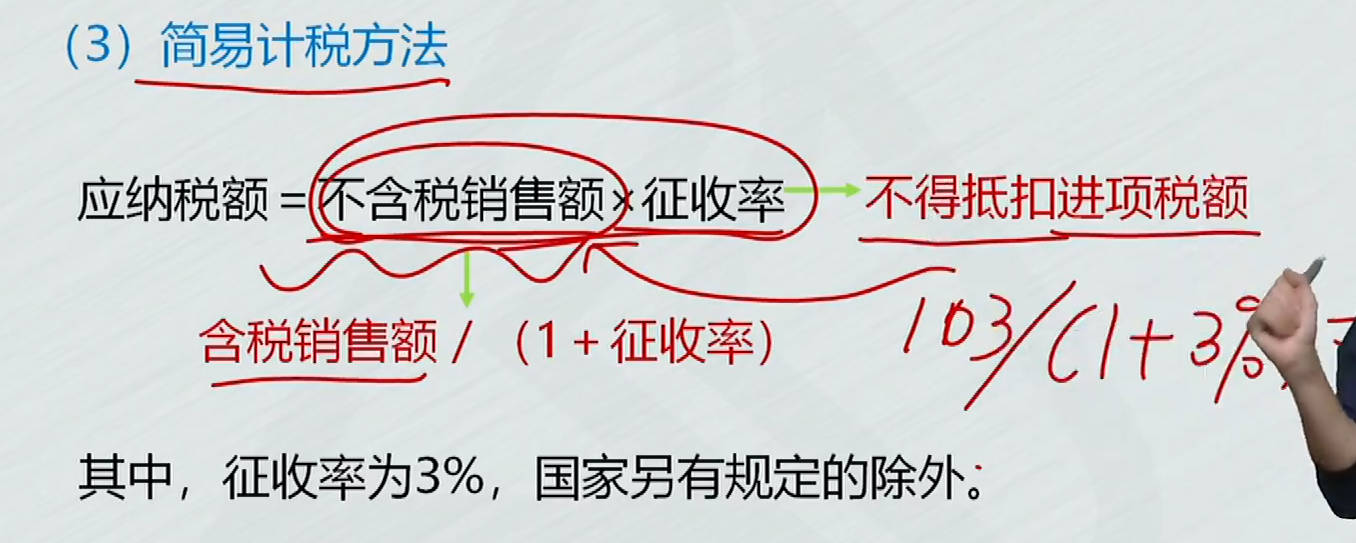 （3）简易计税方法
应纳税额＝不含税销售额×征收率 不得抵扣进项税额
含税销售额 /（1＋征收率） 103/(1+3%)
其中，征收率为3%，国家另有规定的除外：